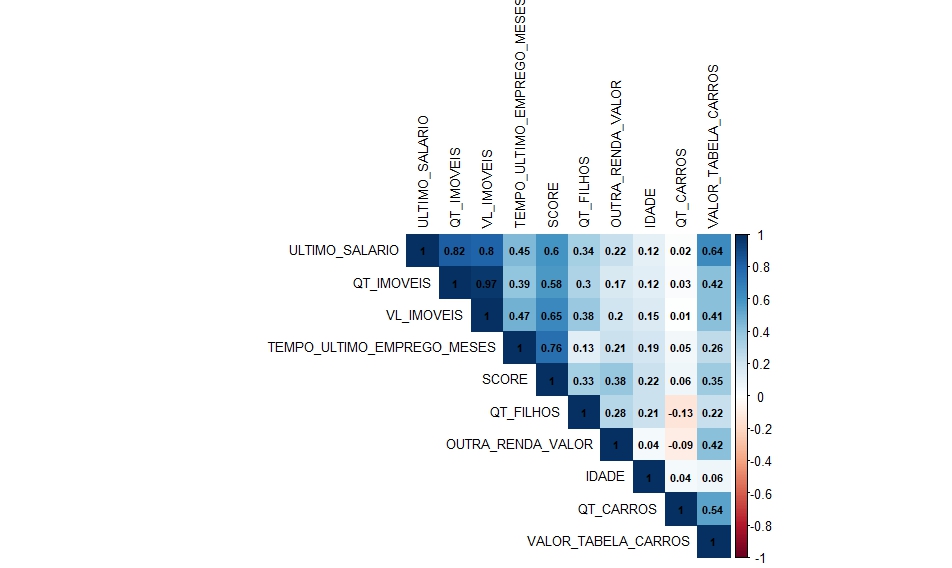 ULTIMO_SALARIO
QT_IMOVEIS
VL_IMOVEIS
TEMPO_ULTIMO_EMPREGO_MESES
SCORE
QT_FILHOS
OUTRA_RENDA_VALOR
IDADE
QT_CARROS
VALOR_TABELA_CARROS
ULTIMO_SALARIO 1 0.82 0.8 0.45 0.6 0.34 0.22 0.12 0.02 0.64
QT_IMOVEIS 1 0.97 0.39 0.58 0.3 0.17 0.12 0.03 0.42
VL_IMOVEIS 1 0.47 0.65 0.38 0.2 0.15 0.01 0.41
TEMPO_ULTIMO_EMPREGO_MESES 1 0.76 0.13 0.21 0.19 0.05 0.26
SCORE 1 0.33 0.38 0.22 0.06 0.35
QT_FILHOS 1 0.28 0.21 -0.13 0.22
OUTRA_RENDA_VALOR 1 0.04 -0.09 0.42
IDADE 1 0.04 0.06
QT_CARROS 1 0.54
VALOR_TABELA_CARROS 1
1
0.8
0.6
0.4
0.2
0
-0.2
-0.4
-0.6
-0.8
-1